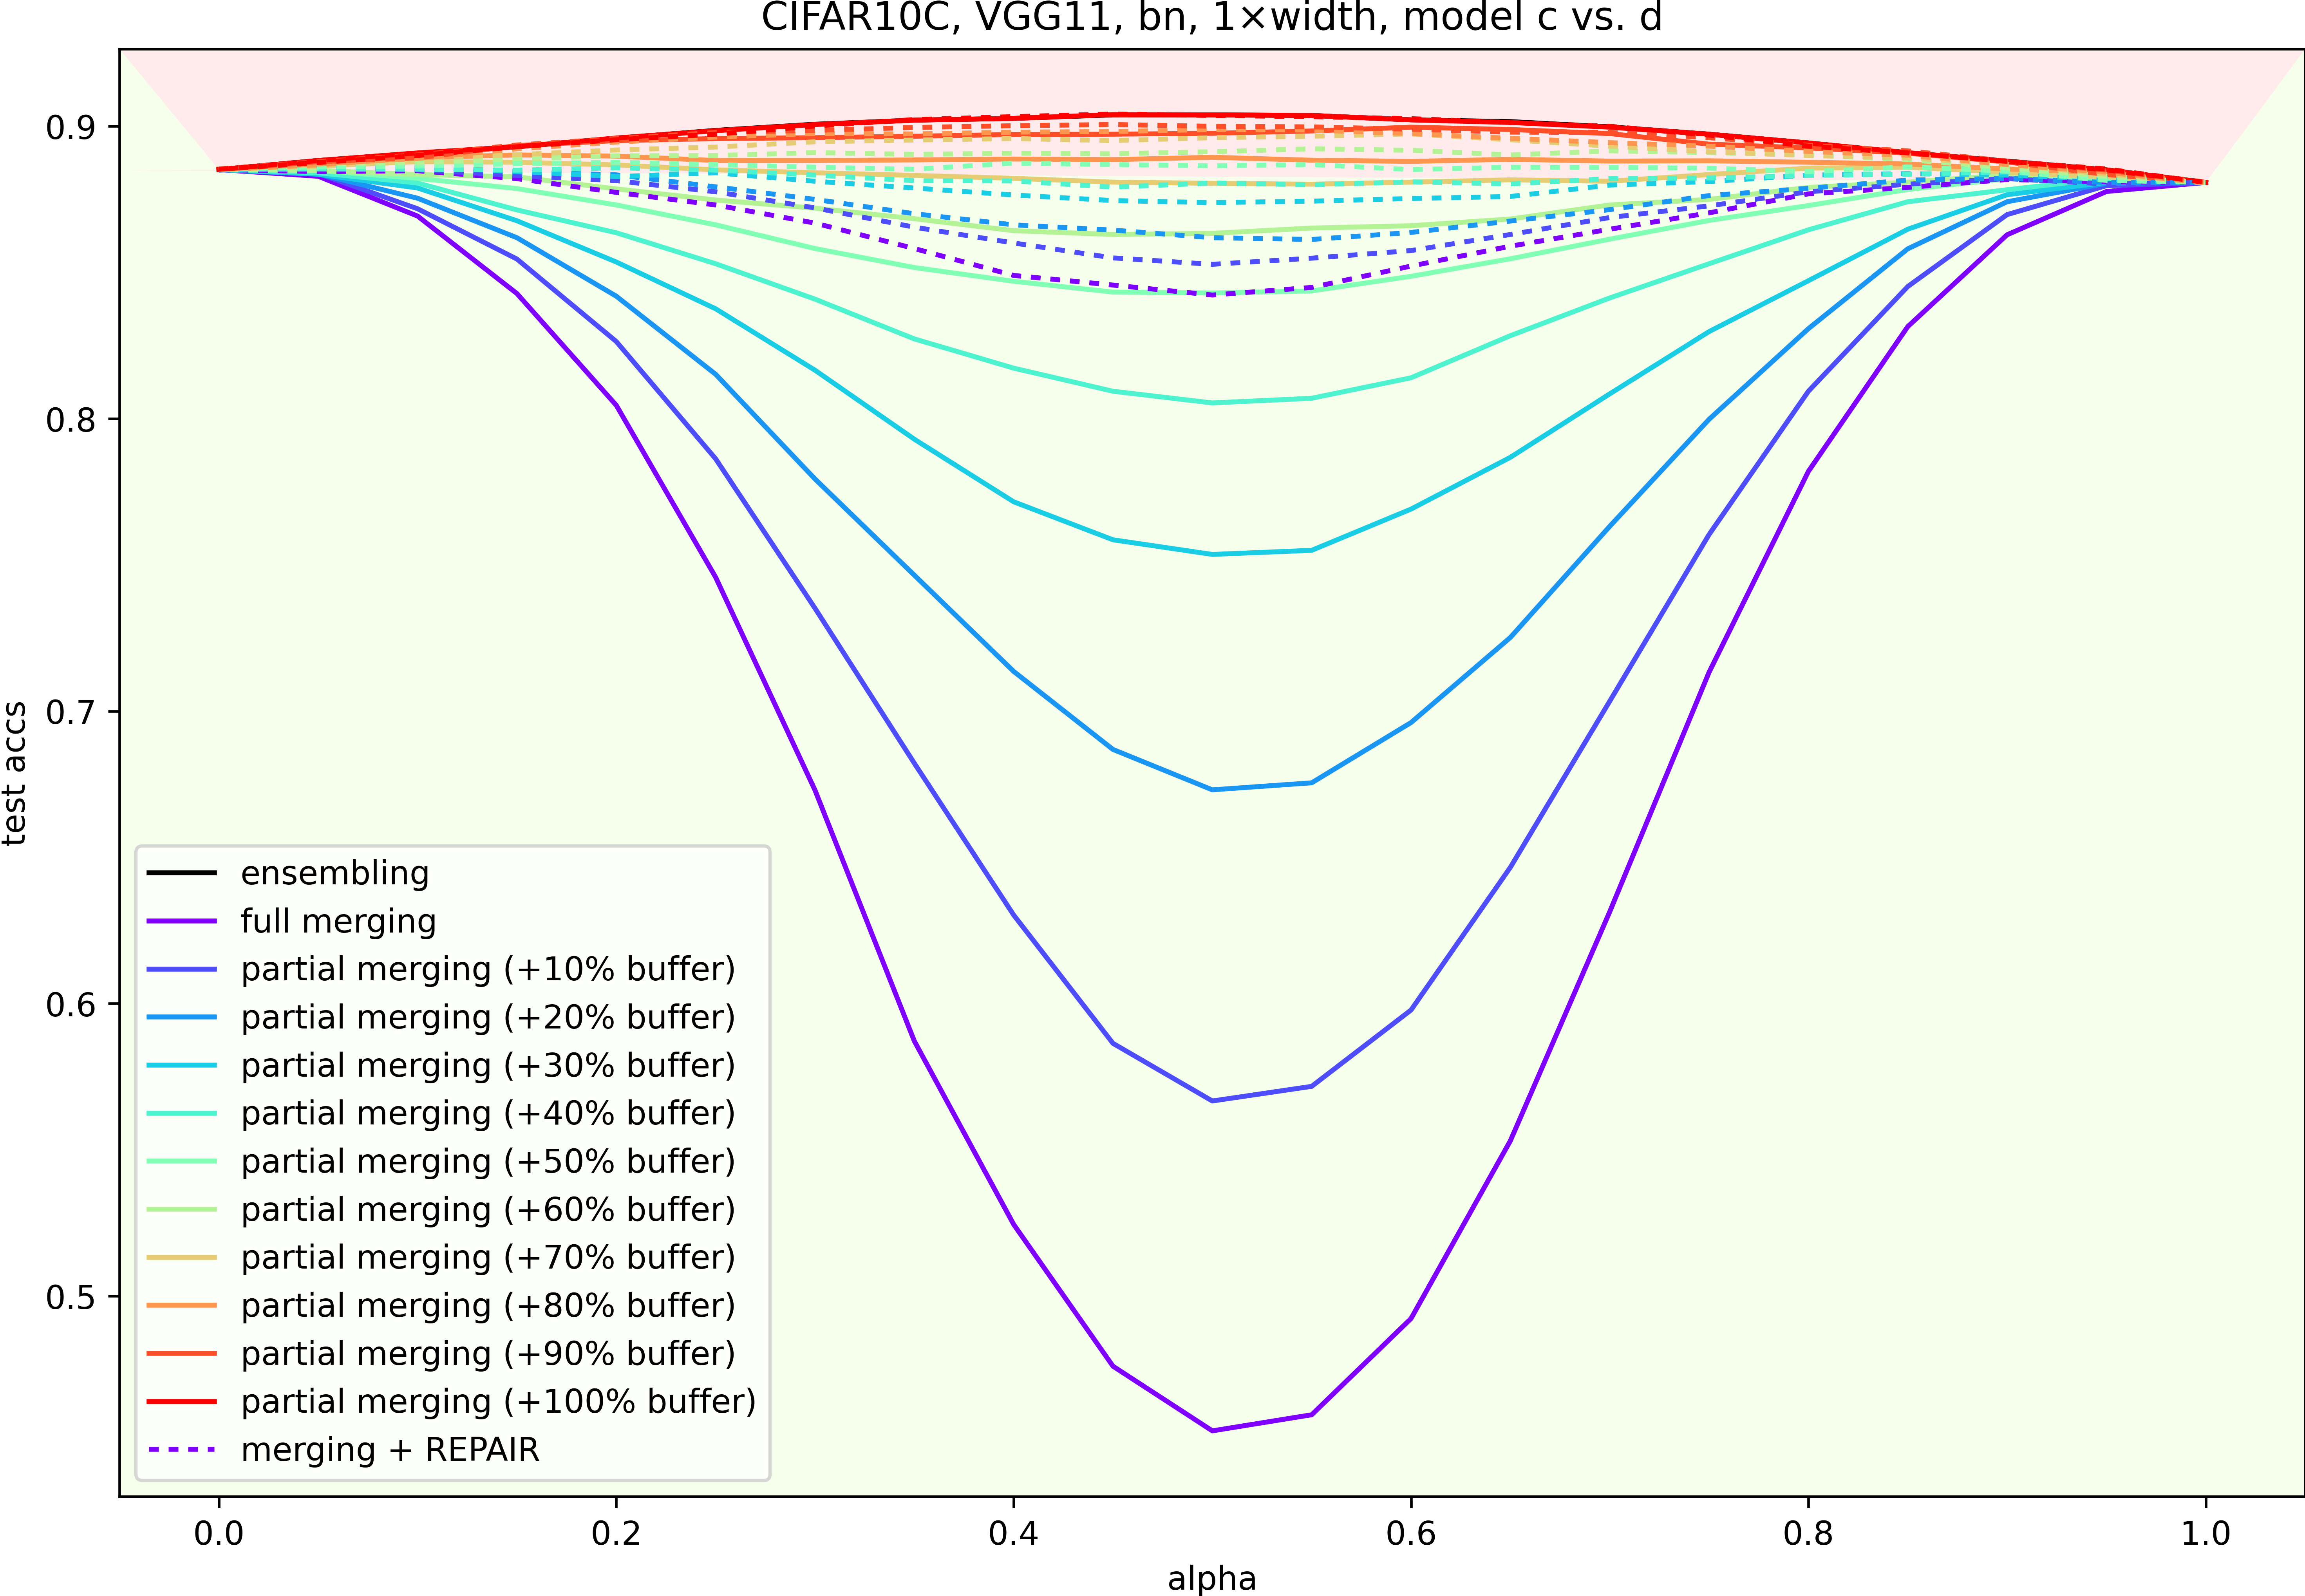 CIFAR10C, VGG11, bn, 1×width, model c vs. d
test accs
0.9
0.8
0.7
0.6
0.5
ensembling
full merging
partial merging (+10% buffer)
partial merging (+20% buffer)
partial merging (+30% buffer)
partial merging (+40% buffer)
partial merging (+50% buffer)
partial merging (+60% buffer)
partial merging (+70% buffer)
partial merging (+80% buffer)
partial merging (+90% buffer)
partial merging (+100% buffer)
merging + REPAIR
0.0 0.2 0.4 0.6 0.8 1.0
alpha